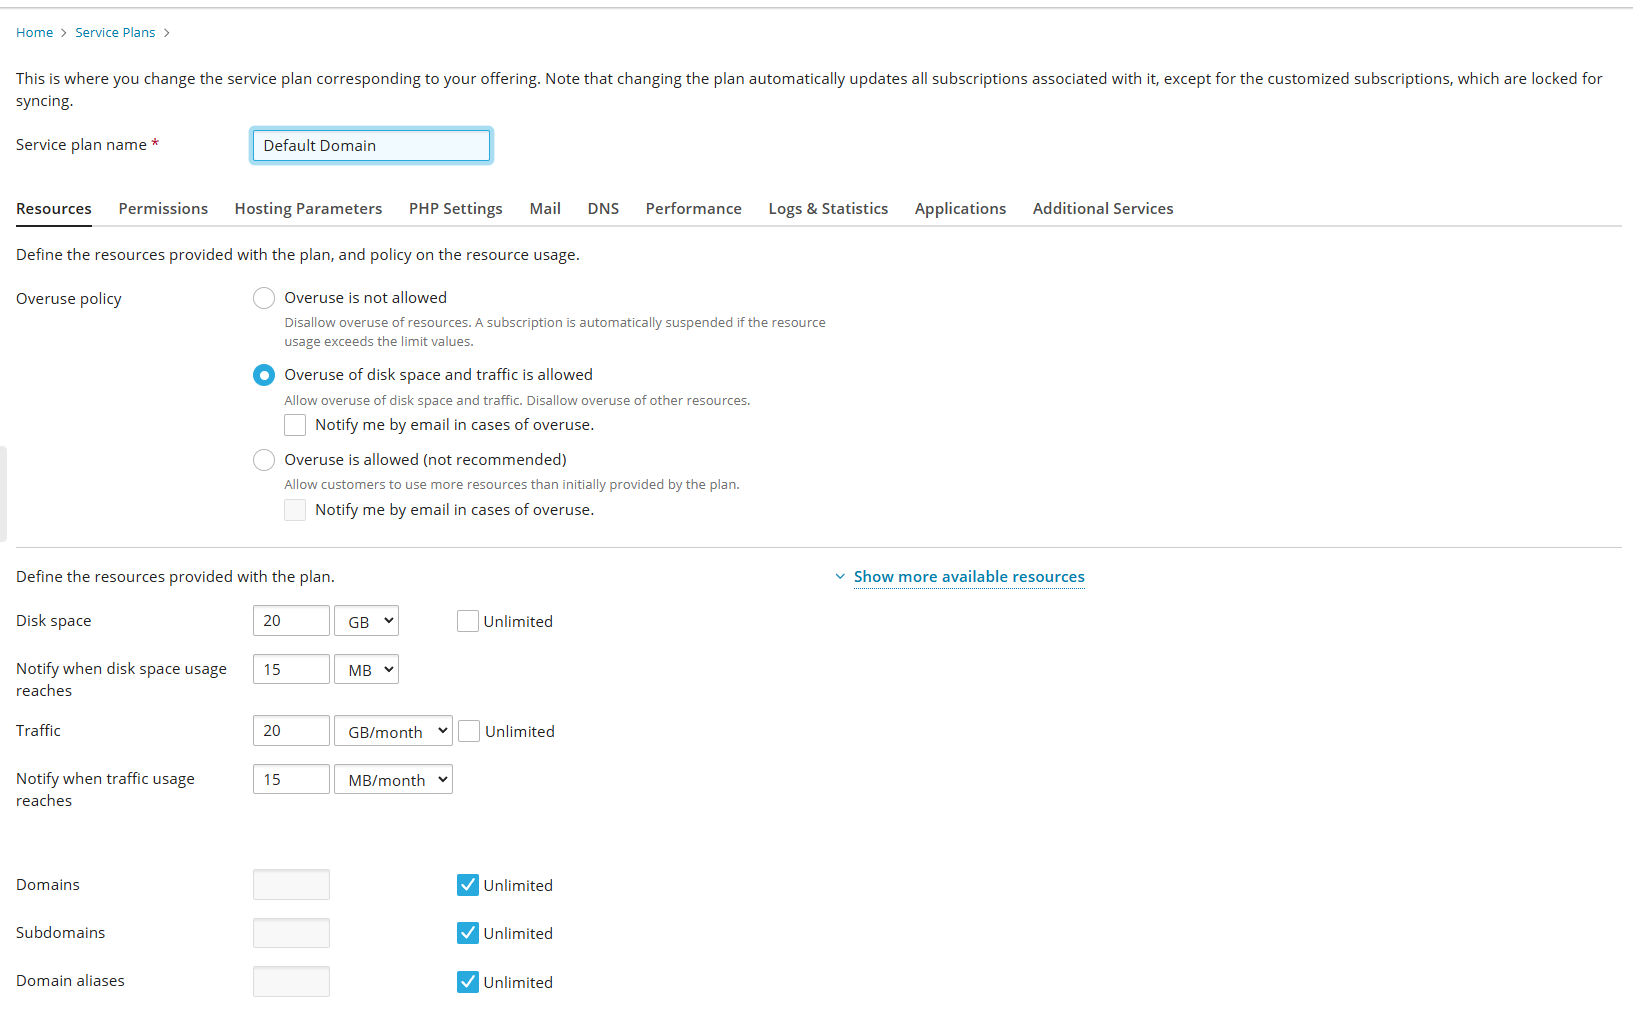 Home > Service Plans >
This is where you change the service plan corresponding to your offering. Note that changing the plan automatically updates all subscriptions associated with it, except for the customized subscriptions, which are locked for
syncing.
Service plan name * Default Domain
Resources Permissions Hosting Parameters PHP Settings Mail DNS Performance Logs & Statistics Applications Additional Services
Define the resources provided with the plan, and policy on the resource usage.
Overuse policy Overuse is not allowed
Disallow overuse of resources. A subscription is automatically suspended if the resource
usage exceeds the limit values.
Overuse of disk space and traffic is allowed
Allow overuse of disk space and traffic. Disallow overuse of other resources.
Notify me by email in cases of overuse.
Overuse is allowed (not recommended)
Allow customers to use more resources than initially provided by the plan.
Notify me by email in cases of overuse.
Define the resources provided with the plan. Show more available resources
Disk space 20 GB Unlimited
Notify when disk space usage
reaches 15 MB
Traffic 20 GB/month Unlimited
Notify when traffic usage
reaches 15 MB/month
Domains Unlimited
Subdomains Unlimited
Domain aliases Unlimited